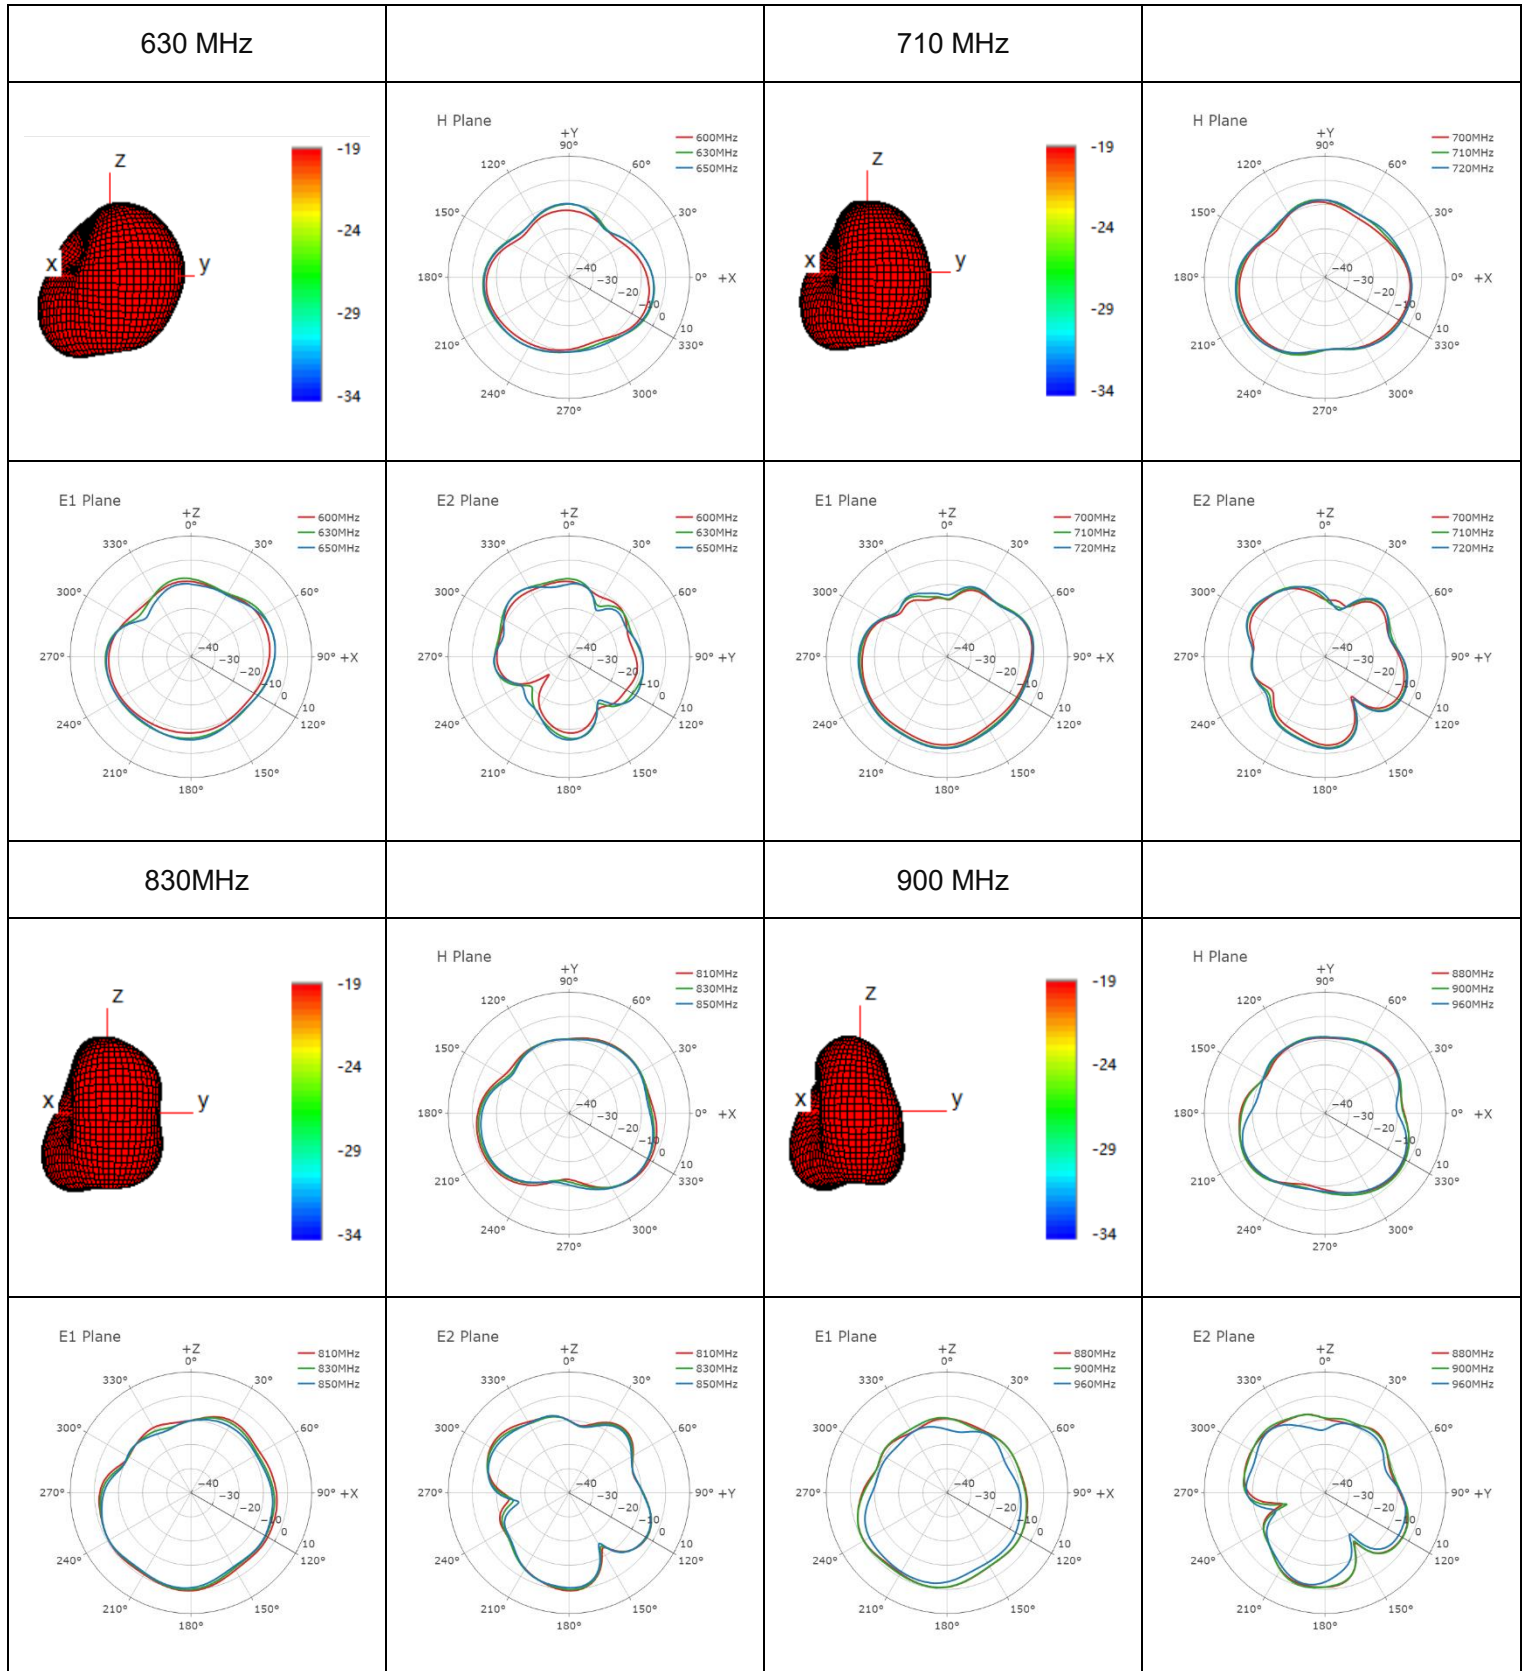 630 MHz
710 MHz
z
x
y
-19
-24
-29
-34
H Plane
+Y
90°
120°
60°
150°
30°
180°
0° +X
210°
330°
240°
300°
270°
−40
−30
−20
−10
0
10
600MHz
630MHz
650MHz
z
x
y
-19
-24
-29
-34
H Plane
+Y
90°
120°
60°
150°
30°
180°
0° +X
210°
330°
240°
300°
270°
−40
−30
−20
−10
0
10
700MHz
710MHz
720MHz
E1 Plane
+Z
0°
330°
30°
300°
60°
270°
90° +X
240°
120°
210°
150°
180°
−40
−30
−20
−10
0
10
600MHz
630MHz
650MHz
E2 Plane
+Z
0°
330°
30°
300°
60°
270°
90° +Y
240°
120°
210°
150°
180°
−40
−30
−20
−10
0
10
600MHz
630MHz
650MHz
E1 Plane
+Z
0°
330°
30°
300°
60°
270°
90° +X
240°
120°
210°
150°
180°
−40
−30
−20
−10
0
10
700MHz
710MHz
720MHz
E2 Plane
+Z
0°
330°
30°
300°
60°
270°
90° +Y
240°
120°
210°
150°
180°
−40
−30
−20
−10
0
10
700MHz
710MHz
720MHz
830MHz
900 MHz
z
x
y
-19
-24
-29
-34
H Plane
+Y
90°
120°
60°
150°
30°
180°
0° +X
210°
330°
240°
300°
270°
−40
−30
−20
−10
0
10
810MHz
830MHz
850MHz
z
x
y
-19
-24
-29
-34
H Plane
+Y
90°
120°
60°
150°
30°
180°
0° +X
210°
330°
240°
300°
270°
−40
−30
−20
−10
0
10
880MHz
900MHz
960MHz
E1 Plane
+Z
0°
330°
30°
300°
60°
270°
90° +X
240°
120°
210°
150°
180°
−40
−30
−20
−10
0
10
810MHz
830MHz
850MHz
E2 Plane
+Z
0°
330°
30°
300°
60°
270°
90° +Y
240°
120°
210°
150°
180°
−40
−30
−20
−10
0
10
810MHz
830MHz
850MHz
E1 Plane
+Z
0°
330°
30°
300°
60°
270°
90° +X
240°
120°
210°
150°
180°
−40
−30
−20
−10
0
10
880MHz
900MHz
960MHz
E2 Plane
+Z
0°
330°
30°
300°
60°
270°
90° +Y
240°
120°
210°
150°
180°
−40
−30
−20
−10
0
10
880MHz
900MHz
960MHz